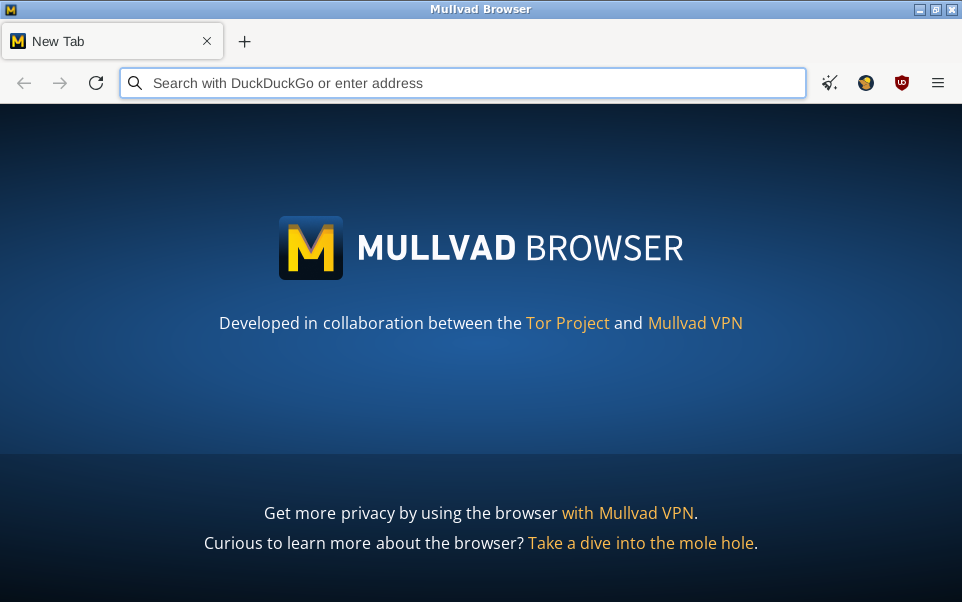 Mullvad Browser
New Tab
Search with DuckDuckGo or enter address
MULLVAD BROWSER
Developed in collaboration between the Tor Project and Mullvad VPN
Get more privacy by using the browser with Mullvad VPN.
Curious to learn more about the browser? Take a dive into the mole hole.